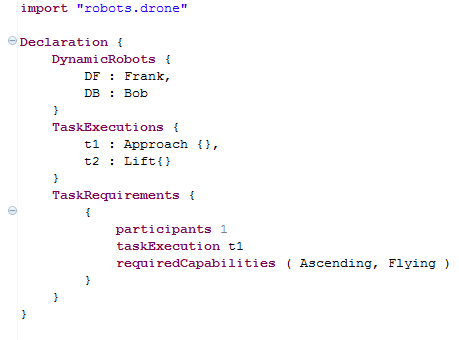 import "robots.drone"
Declaration {
DynamicRobots {
DF : Frank,
DB : Bob
}
TaskExecutions {
t1 : Approach {},
t2 : Lift{}
}
TaskRequirements {
{
participants 1
taskExecution t1
requiredCapabilities ( Ascending, Flying )
}
}
}